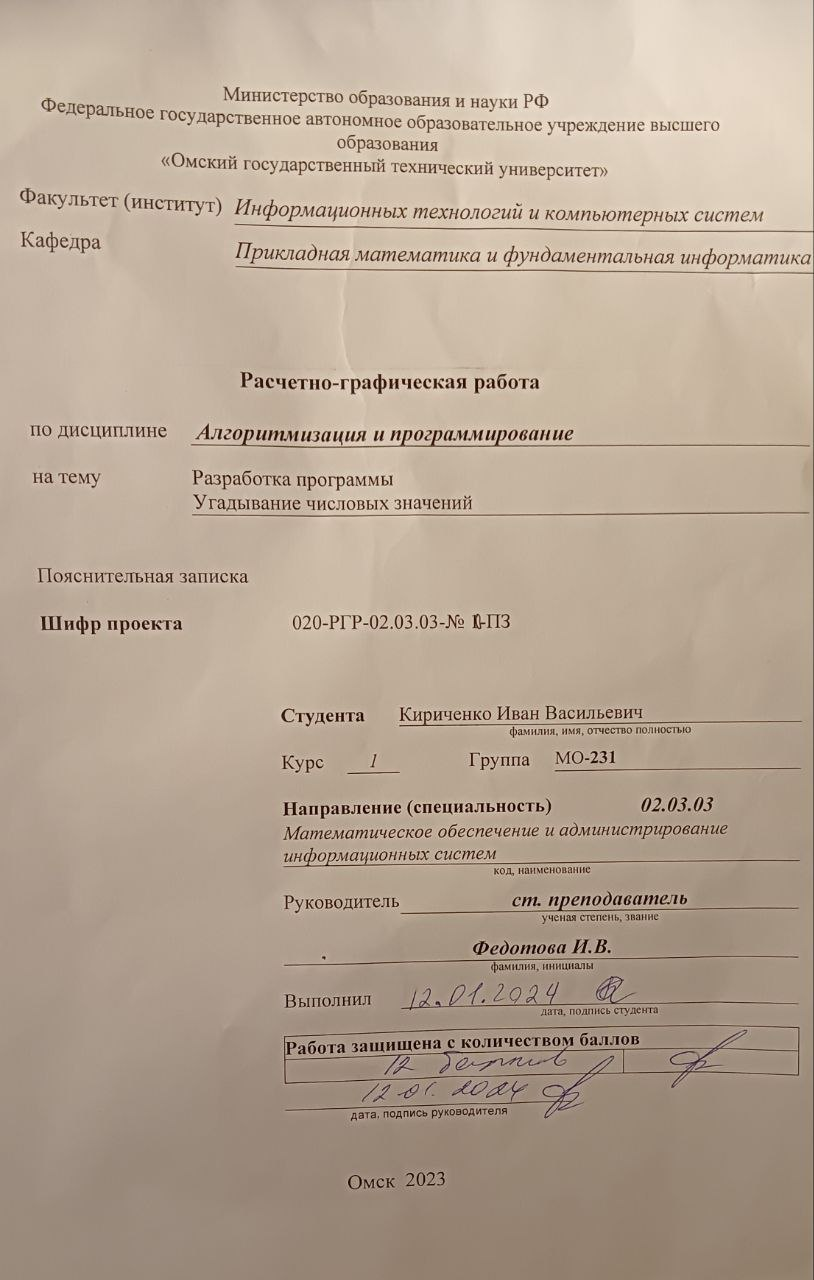 Министерство образования и науки РФ
Федеральное государственное автономное образовательное учреждение высшего
образования
«Омский государственный технический университет»
Факультет (институт) Информационных технологий и компьютерных систем
Кафедра Прикладная математика и фундаментальная информатика
Расчетно-графическая работа
по дисциплине Алгоритмизация и программирование
на тему Разработка программы
Угадывание числовых значений
Пояснительная записка
Шифр проекта 020-РГР-02.03.03-№ -ПЗ
Студента Кириченко Иван Васильевич
фамилия, имя, отчество полностью
Курс 1 Группа МО-231
Направление (специальность) 02.03.03
Математическое обеспечение и администрирование
информационных систем
код, наименование
Руководитель ст. преподаватель
ученая степень, звание
Федотова И.В.
фамилия, инициалы
Выполнил 12.01.2024
дата, подпись студента
Работа защищена с количеством баллов
12 баллов
12 01. 2024
дата, подпись руководителя
Омск 2023